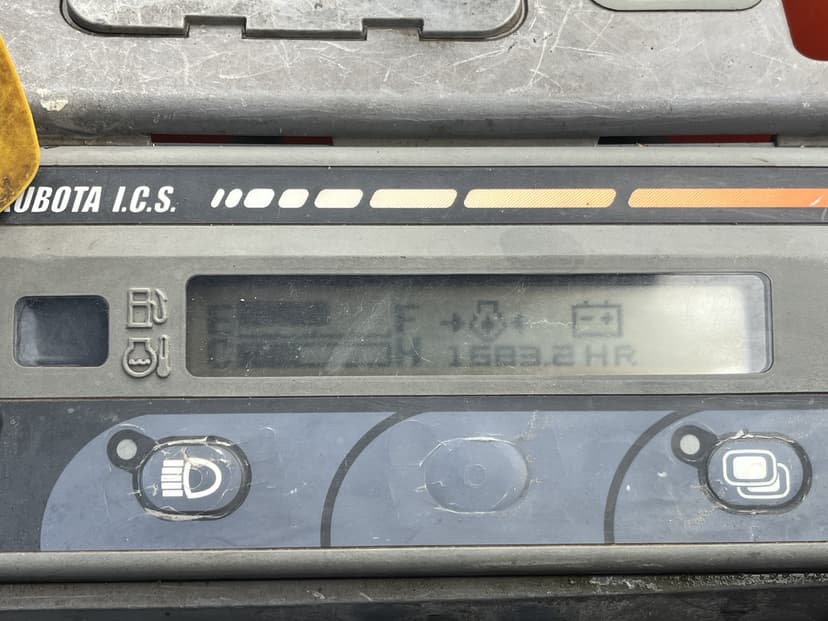 KUBOTA I.C.S.
E F
C H 1683.2 HR